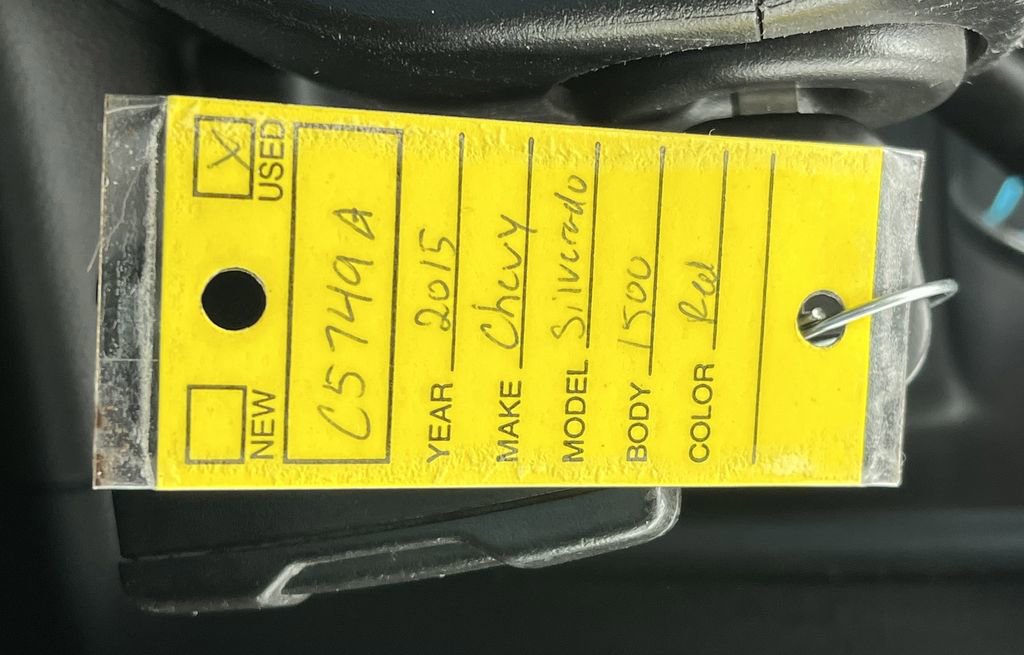 NEW X USED
C5749A
YEAR 2015
MAKE Chevy
MODEL Silverado
BODY 1500
COLOR Red